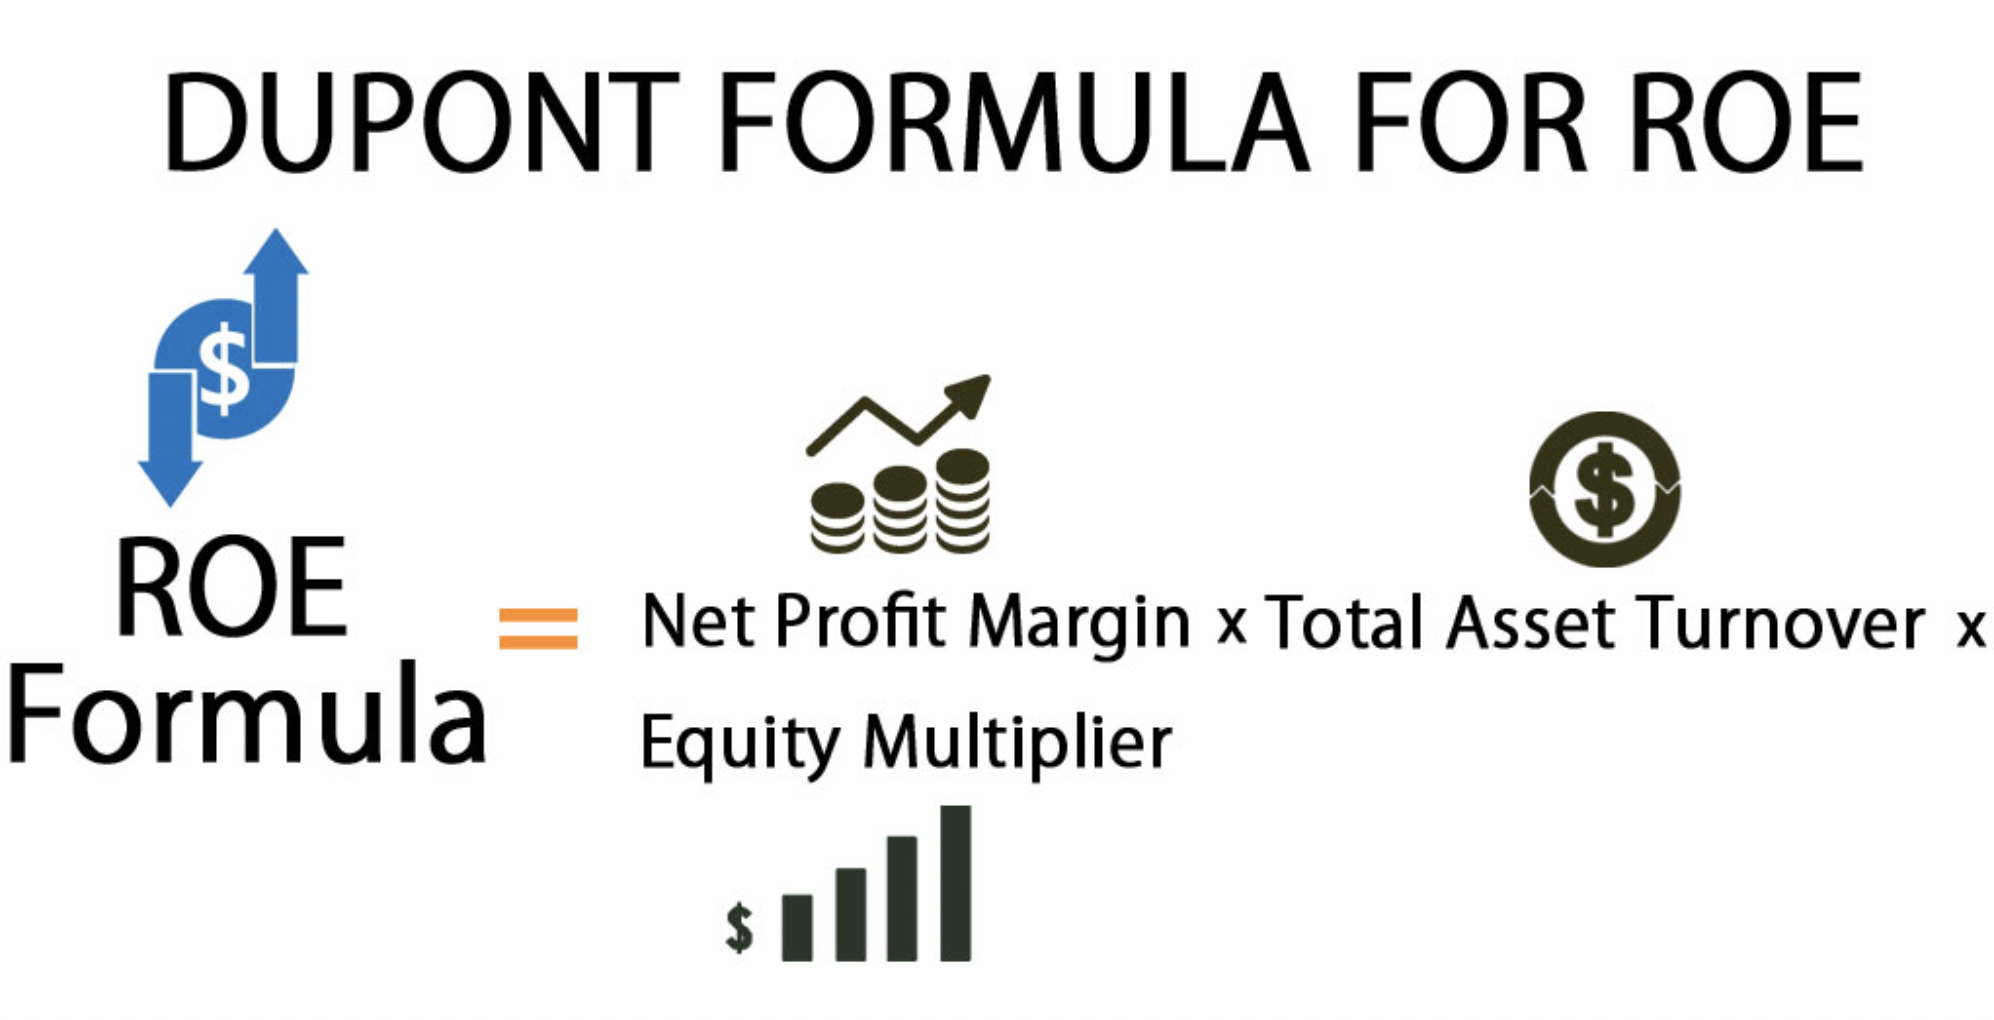 DUPONT FORMULA FOR ROE
$
$
ROE
Formula
=
Net Profit Margin x Total Asset Turnover x
Equity Multiplier
$